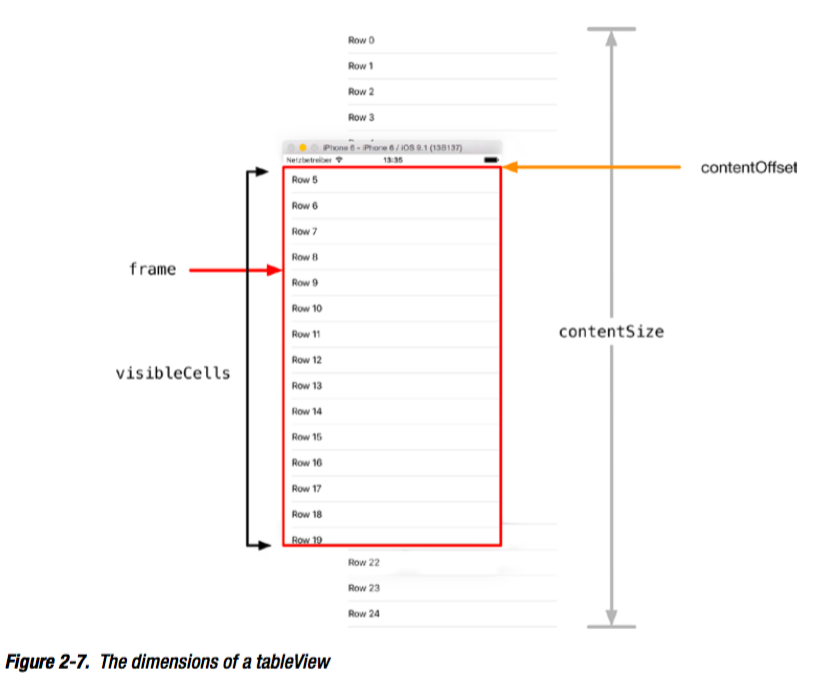 Row 0
Row 1
Row 2
Row 3
iPhone 6 - iPhone 6 / iOS 9.1 (13B137)
Netzbetreiber 13:35
contentOffset
Row 5
Row 6
Row 7
Row 8
frame
Row 9
Row 10
Row 11
contentSize
Row 12
visibleCells
Row 13
Row 14
Row 15
Row 16
Row 17
Row 18
Row 19
Row 22
Row 23
Row 24
Figure 2-7. The dimensions of a tableView